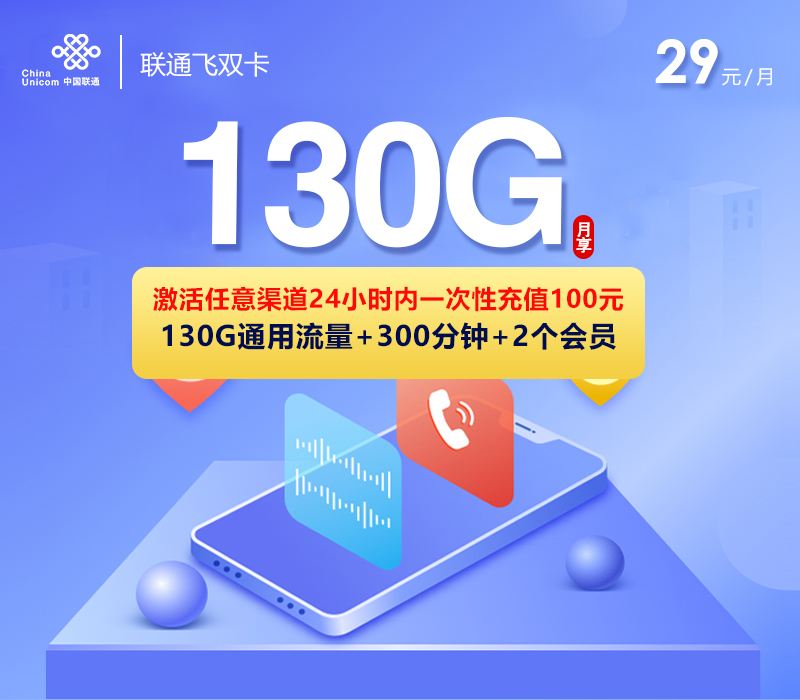 China
Unicom 中国联通
联通飞双卡
29元/月
130G
月享
激活任意渠道24小时内一次性充值100元
130G通用流量+300分钟+2个会员